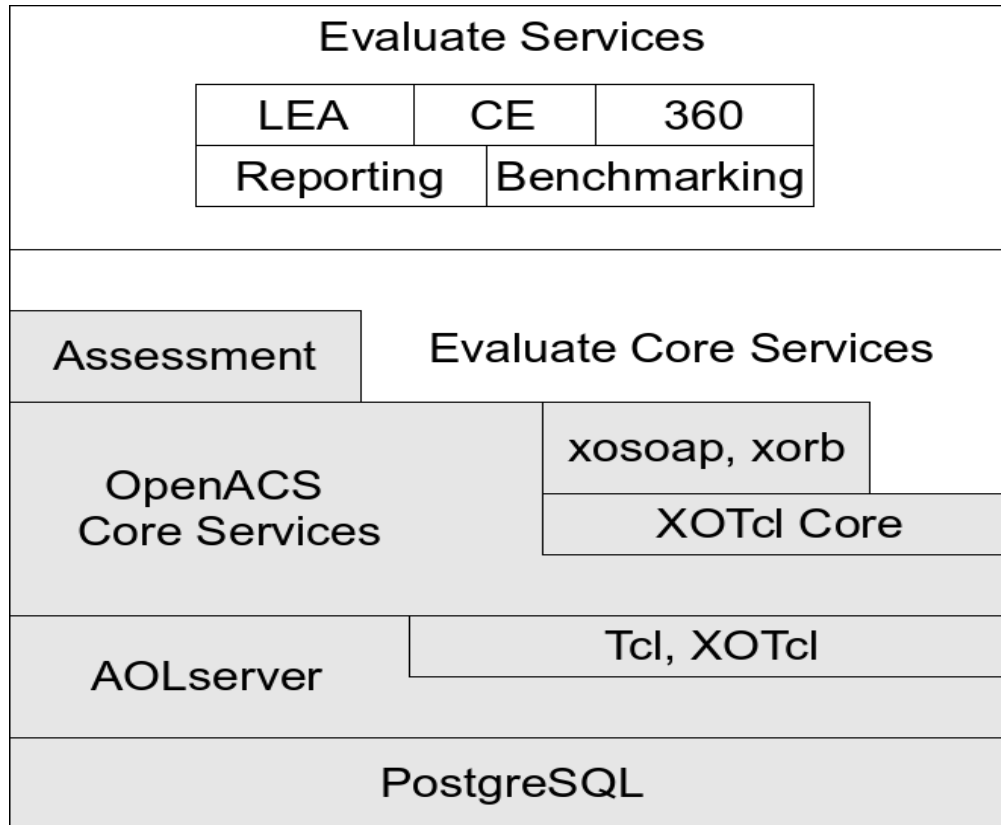 Evaluate Services
LEA CE 360
Reporting Benchmarking
Assessment
Evaluate Core Services
OpenACS
Core Services
xosoap, xorb
XOTcl Core
AOLserver
Tcl, XOTcl
PostgreSQL